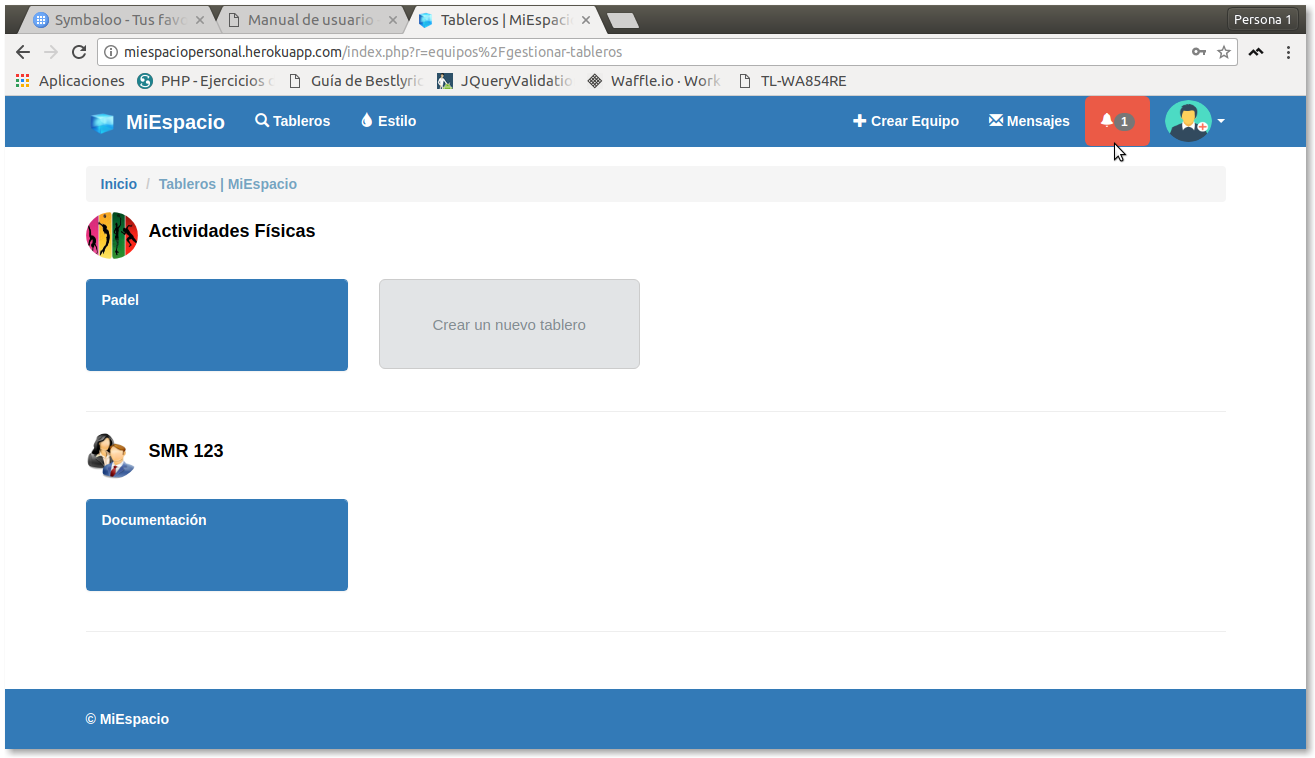 Symbaloo - Tus favo
Manual de usuario
Tableros | MiEspacio
Persona 1
miespaciopersonal.herokuapp.com/index.php?r=equipos%2Fgestionar-tableros
Aplicaciones
PHP - Ejercicios
Guía de Bestlyric
JQueryValidatio
Waffle.io · Work
TL-WA854RE
MiEspacio
Tableros
Estilo
Crear Equipo
Mensajes
1
Inicio / Tableros | MiEspacio
Actividades Físicas
Padel
Crear un nuevo tablero
SMR 123
Documentación
© MiEspacio